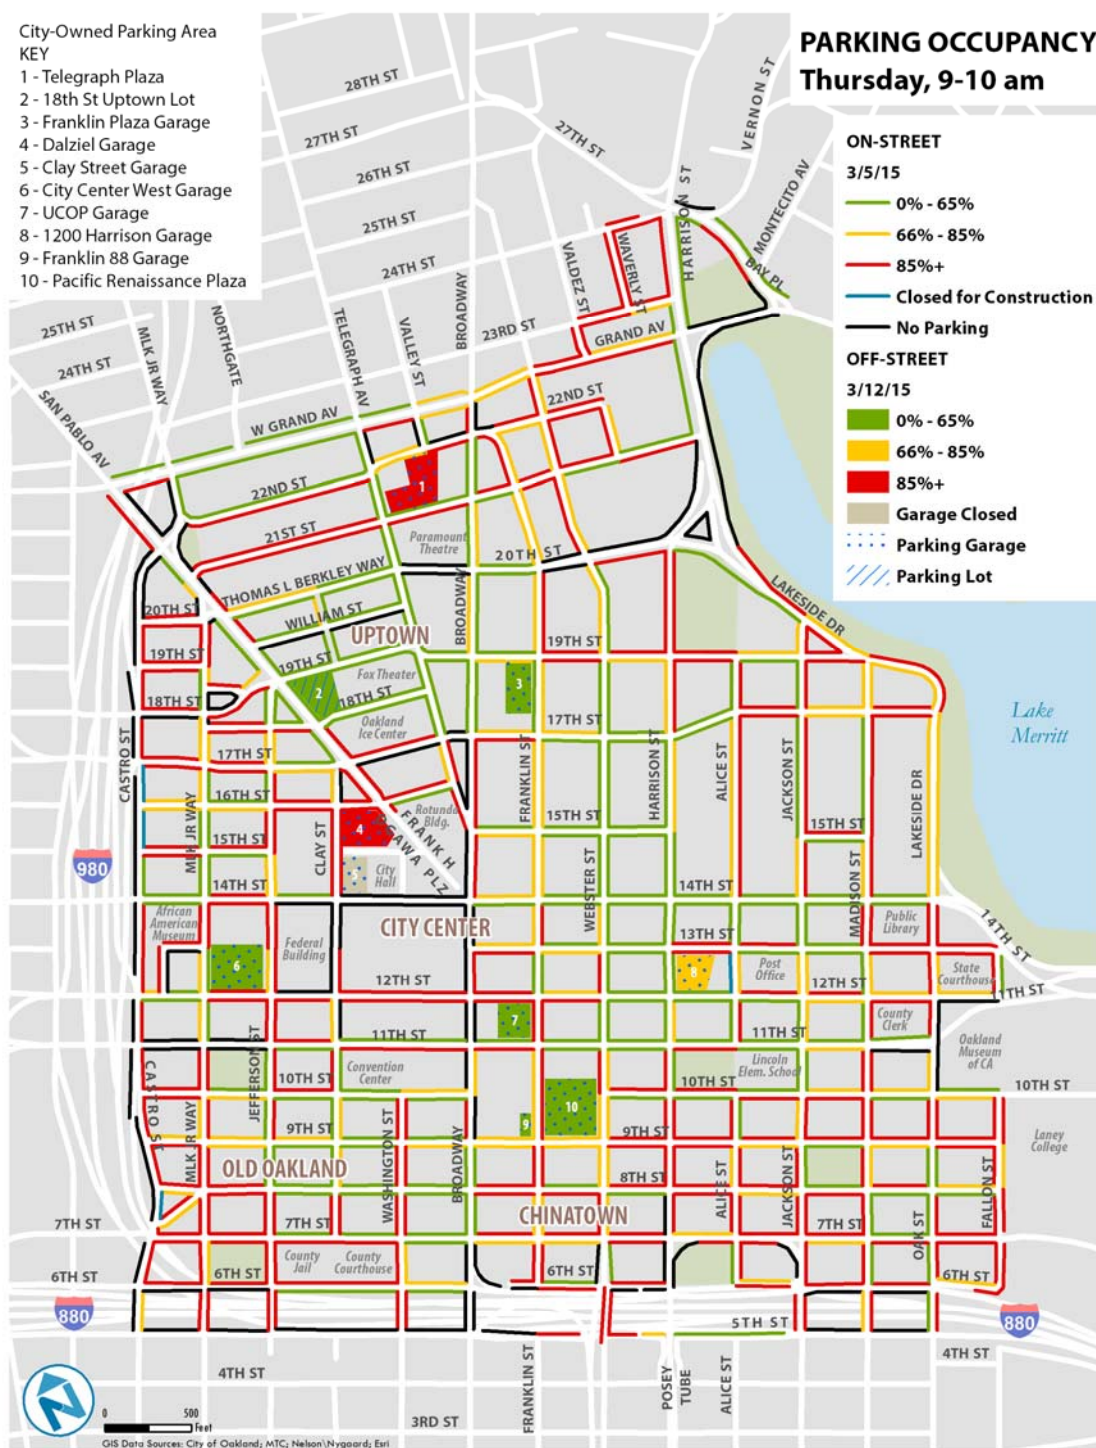 City-Owned Parking Area
KEY
1 - Telegraph Plaza
2 - 18th St Uptown Lot
3 - Franklin Plaza Garage
4 - Dalziel Garage
5 - Clay Street Garage
6 - City Center West Garage
7 - UCOP Garage
8 - 1200 Harrison Garage
9 - Franklin 88 Garage
10 - Pacific Renaissance Plaza
PARKING OCCUPANCY
Thursday, 9-10 am
ON-STREET
3/5/15
0% - 65%
66% - 85%
85%+
Closed for Construction
No Parking
OFF-STREET
3/12/15
0% - 65%
66% - 85%
85%+
Garage Closed
Parking Garage
Parking Lot
28TH ST
27TH ST
27TH ST
26TH ST
25TH ST
24TH ST
23RD ST
VERNON ST
HARRISON ST
MONTECITO AV
BAY PL
WAVERLY ST
VALDEZ ST
BROADWAY
VALLEY ST
TELEGRAPH AV
NORTHGATE
MLK JR WAY
25TH ST
24TH ST
SAN PABLO AV
GRAND AV
W GRAND AV
22ND ST
22ND ST
1
21ST ST
Paramount
Theatre
20TH ST
THOMAS L BERKLEY WAY
WILLIAM ST
UPTOWN
BROADWAY
LAKESIDE DR
20TH ST
19TH ST
19TH ST
19TH ST
Fox Theater
2
3
18TH ST
18TH ST
Oakland
Ice Center
17TH ST
17TH ST
Lake
Merritt
CASTRO ST
FRANKLIN ST
HARRISON ST
ALICE ST
JACKSON ST
LAKESIDE DR
16TH ST
MLK JR WAY
Rotunda
Bldg.
FRANK H
OGAWA PLZ
15TH ST
15TH ST
15TH ST
CLAY ST
4
5
City
Hall
980
14TH ST
14TH ST
WEBSTER ST
MADISON ST
African
American
Museum
CITY CENTER
Federal
Building
13TH ST
Public
Library
14TH ST
6
12TH ST
8
Post
Office
12TH ST
State
Courthouse
11TH ST
7
11TH ST
11TH ST
County
Clerk
Oakland
Museum
of CA
JEFFERSON ST
CASTRO ST
10TH ST
Convention
Center
10TH ST
Lincoln
Elem. School
10TH ST
MLK JR WAY
9TH ST
WASHINGTON ST
BROADWAY
9
10
9TH ST
Laney
College
OLD OAKLAND
8TH ST
ALICE ST
JACKSON ST
FALLON ST
7TH ST
7TH ST
CHINATOWN
7TH ST
OAK ST
6TH ST
6TH ST
County
Jail
County
Courthouse
6TH ST
6TH ST
880
5TH ST
880
4TH ST
4TH ST
FRANKLIN ST
POSEY
TUBE
ALICE ST
3RD ST
0 500
Feet
GIS Data Sources: City of Oakland; MTC; Nelson\Nygaard; Esri